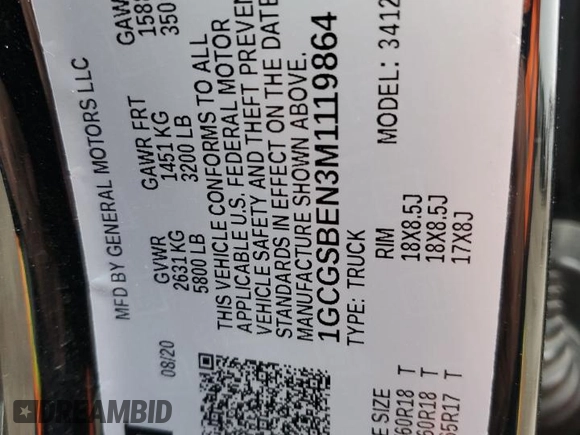 MFD BY GENERAL MOTORS LLC
08/20
GVWR
2631 KG
5800 LB
GAWR FRT
1451 KG
3200 LB
GAW
350
THIS VEHICLE CONFORMS TO ALL
APPLICABLE U.S. FEDERAL MOTOR
VEHICLE SAFETY AND THEFT PREVEN
STANDARDS IN EFFECT ON THE DATE
MANUFACTURE SHOWN ABOVE.
1GCGSBEN3M1119864
TYPE: TRUCK
MODEL: 3412
E SIZE
RIM
60R18 T
18X8.5J
60R18 T
18X8.5J
65R17 T
17X8J
DREAMBID